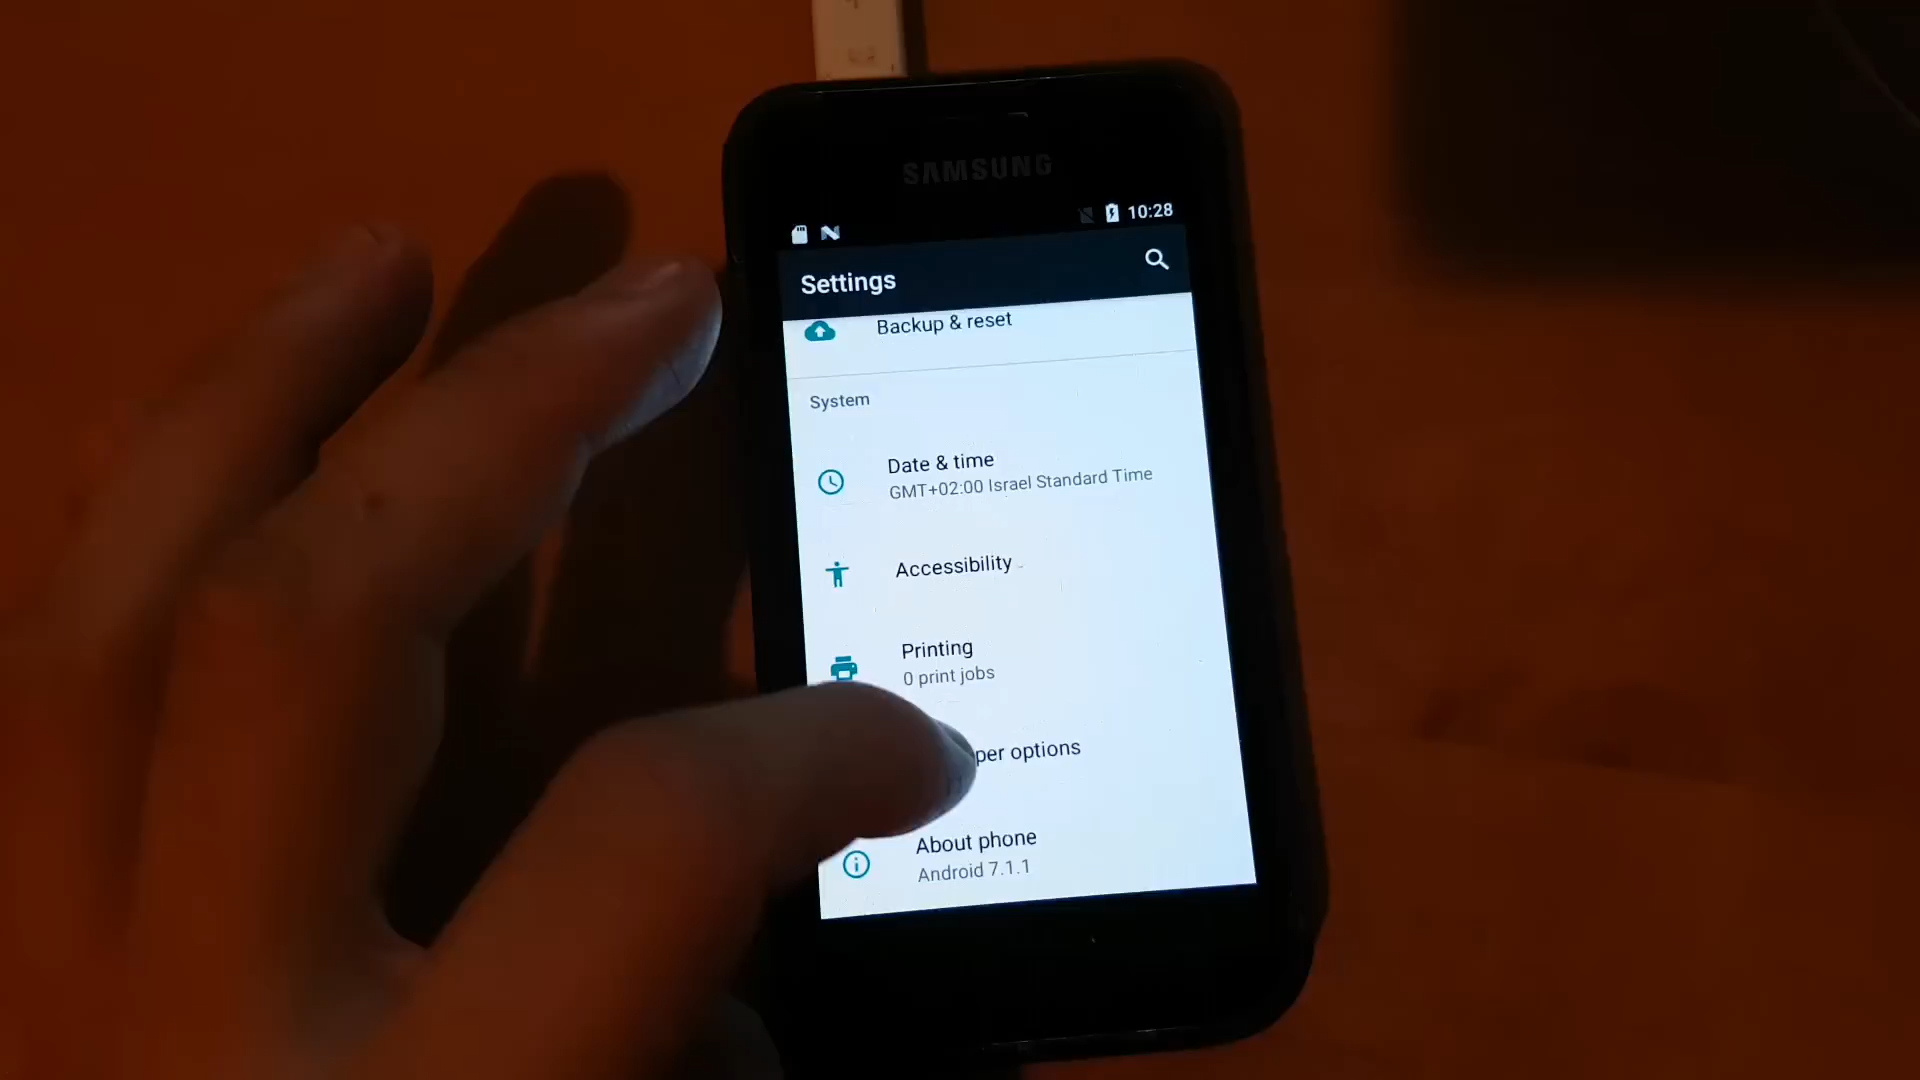 SAMSUNG
10:28
Settings
Backup & reset
System
Date & time
GMT+02:00 Israel Standard Time
Accessibility
Printing
0 print jobs
per options
About phone
Android 7.1.1